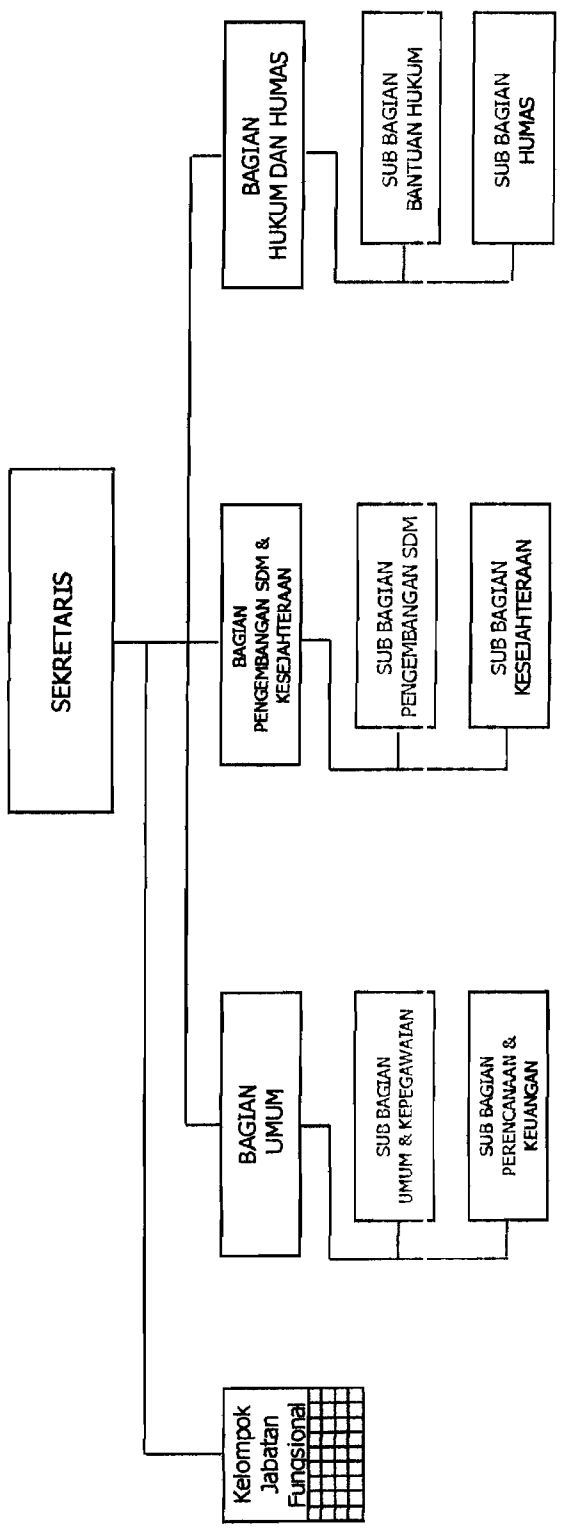 SEKRETARIS
Kelompok
Jabatan
Fungsional
BAGIAN
UMUM
SUB BAGIAN
UMUM & KEPEGAWAIAN
SUB BAGIAN
PERENCANAAN &
KEUANGAN
BAGIAN
PENGEMBANGAN SDM &
KESEJAHTERAAN
SUB BAGIAN
PENGEMBANGAN SDM
SUB BAGIAN
KESEJAHTERAAN
BAGIAN
HUKUM DAN HUMAS
SUB BAGIAN
BANTUAN HUKUM
SUB BAGIAN
HUMAS